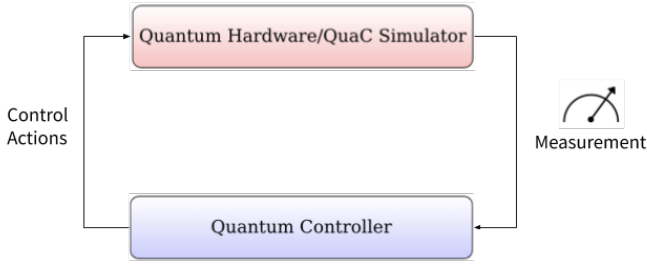 Quantum Hardware/QuaC Simulator
Control
Actions
Measurement
Quantum Controller